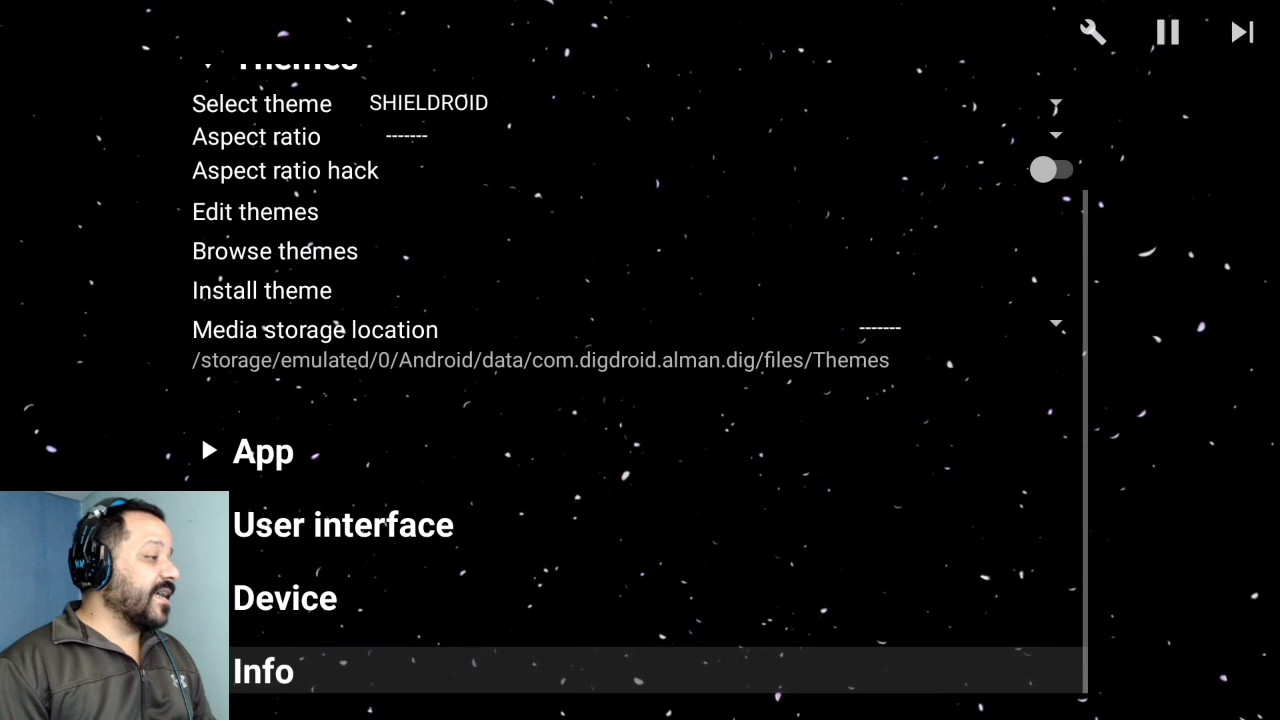 Themes
Select theme SHIELDROID
Aspect ratio -------
Aspect ratio hack
Edit themes
Browse themes
Install theme
Media storage location -------
/storage/emulated/0/Android/data/com.digdroid.alman.dig/files/Themes
App
User interface
Device
Info